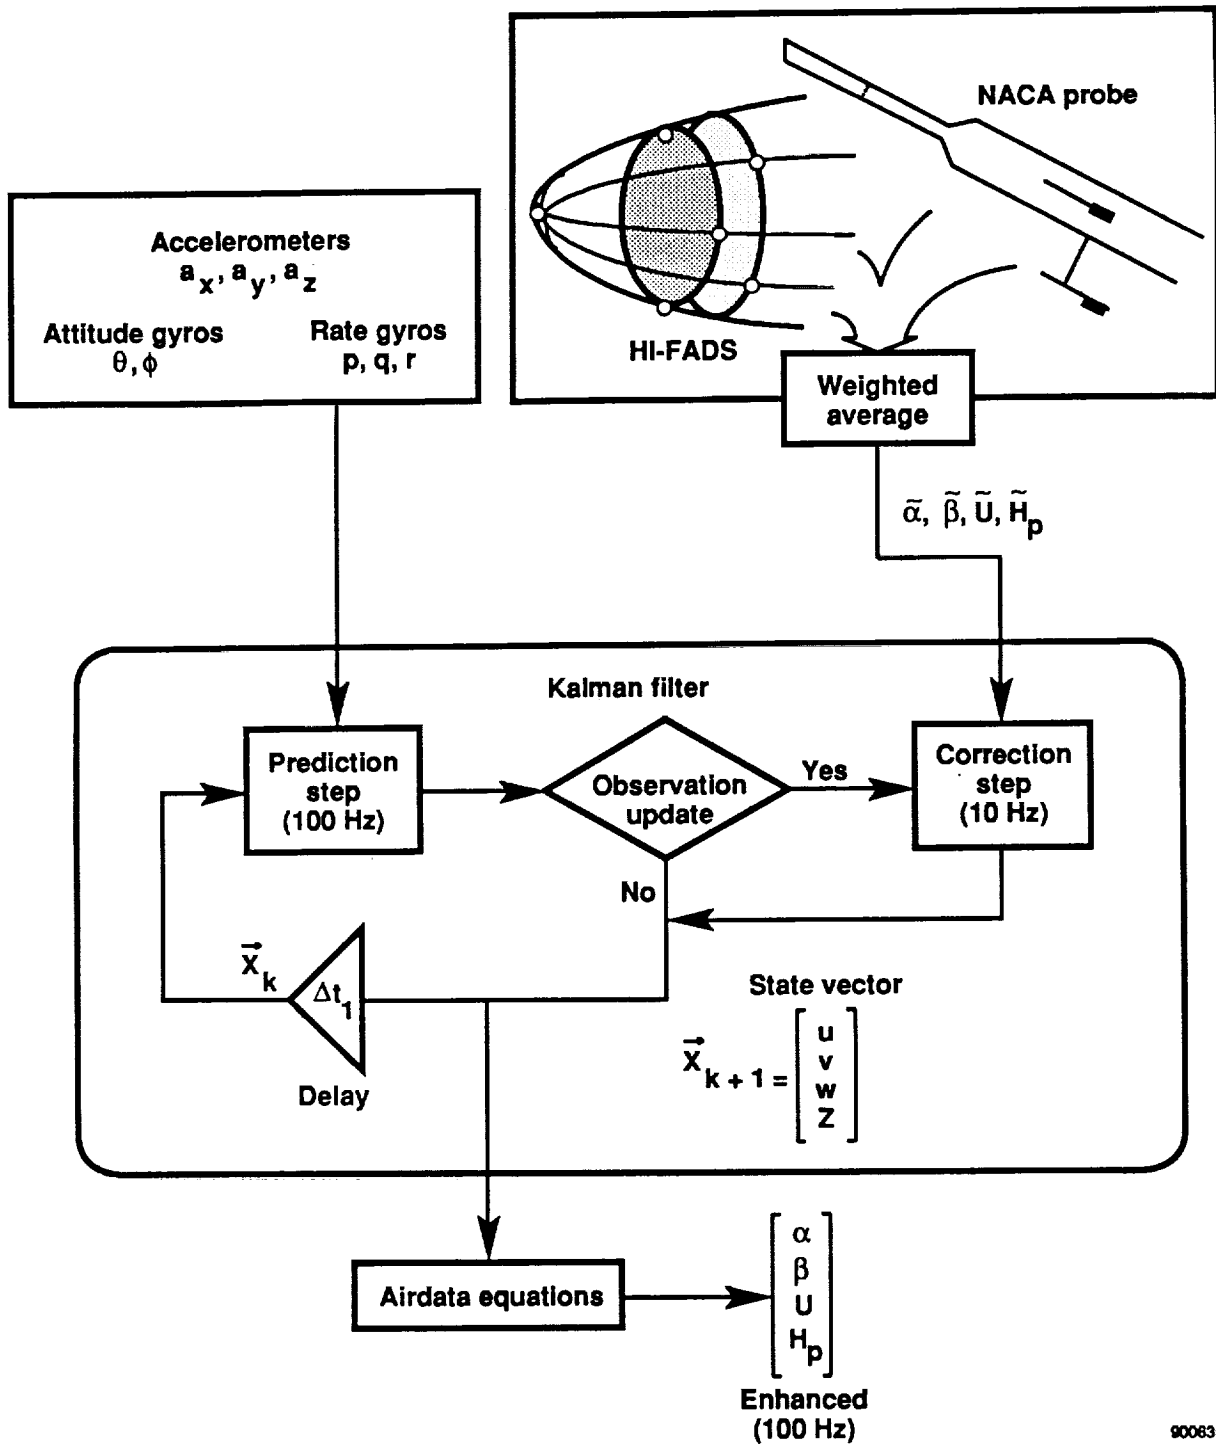 NACA probe
HI-FADS
Weighted
average
Accelerometers
a_x, a_y, a_z
Attitude gyros
θ, ϕ
Rate gyros
p, q, r
α̃, β̃, Ũ, H̃_p
Kalman filter
Prediction
step
(100 Hz)
Observation
update
Yes
Correction
step
(10 Hz)
No
X⃗_k
Δt_1
Delay
State vector
X⃗_{k + 1} =
u
v
w
Z
Airdata equations
α
β
U
H_p
Enhanced
(100 Hz)
90063